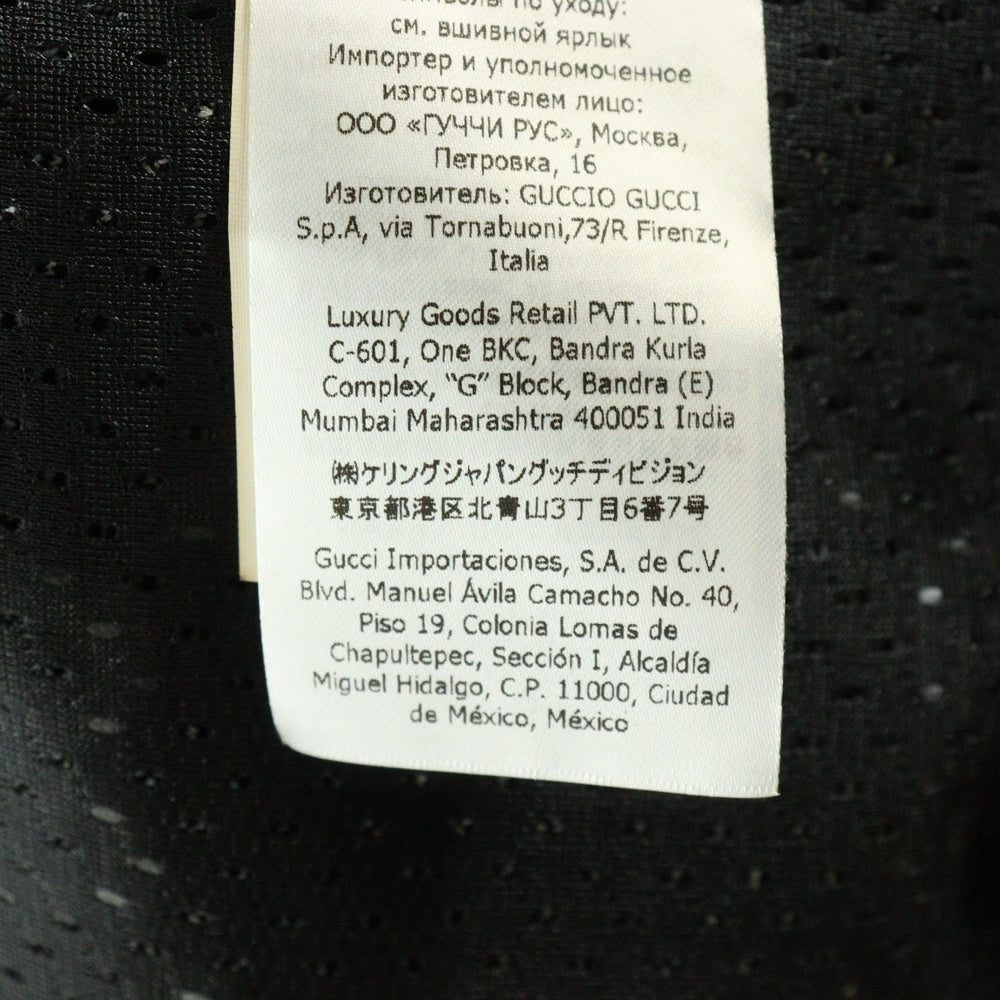 по уходу:
см. вшивной ярлык
Импортер и уполномоченное
изготовителем лицо:
ООО «ГУЧЧИ РУС», Москва,
Петровка, 16
Изготовитель: GUCCIO GUCCI
S.p.A, via Tornabuoni,73/R Firenze,
Italia
Luxury Goods Retail PVT. LTD.
C-601, One BKC, Bandra Kurla
Complex, "G" Block, Bandra (E)
Mumbai Maharashtra 400051 India
㈱ケリングジャパングッチディビジョン
東京都港区北青山3丁目6番7号
Gucci Importaciones, S.A. de C.V.
Blvd. Manuel Ávila Camacho No. 40,
Piso 19, Colonia Lomas de
Chapultepec, Sección I, Alcaldía
Miguel Hidalgo, C.P. 11000, Ciudad
de México, México